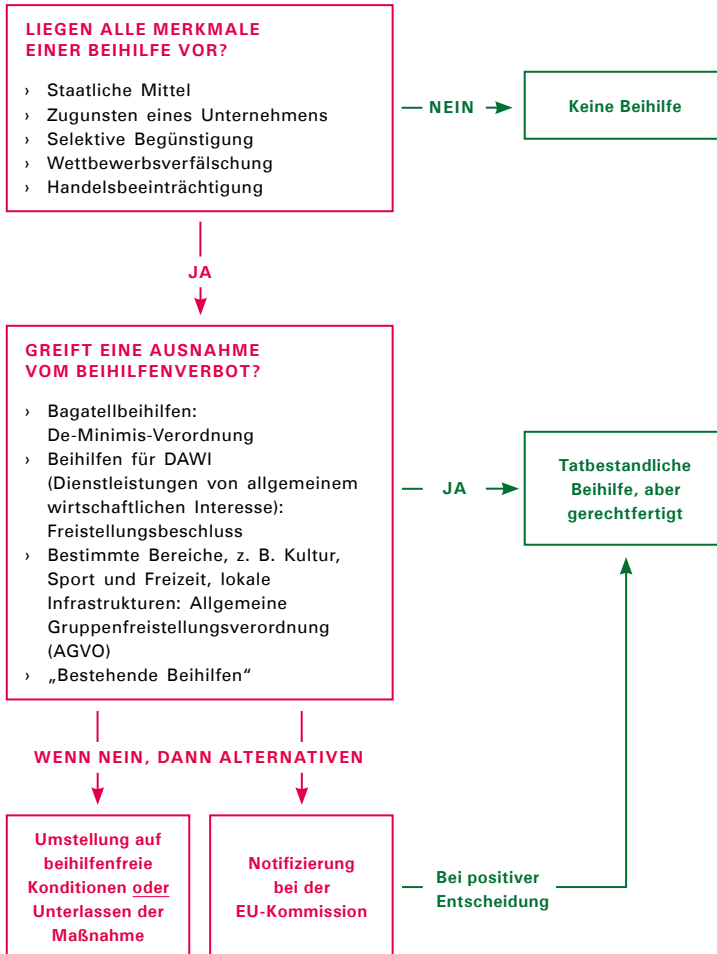 LIEGEN ALLE MERKMALE
EINER BEIHILFE VOR?
› Staatliche Mittel
› Zugunsten eines Unternehmens
› Selektive Begünstigung
› Wettbewerbsverfälschung
› Handelsbeeinträchtigung
NEIN
Keine Beihilfe
JA
GREIFT EINE AUSNAHME
VOM BEIHILFENVERBOT?
› Bagatellbeihilfen:
De-Minimis-Verordnung
› Beihilfen für DAWI
(Dienstleistungen von allgemeinem
wirtschaftlichen Interesse):
Freistellungsbeschluss
› Bestimmte Bereiche, z. B. Kultur,
Sport und Freizeit, lokale
Infrastrukturen: Allgemeine
Gruppenfreistellungsverordnung
(AGVO)
› „Bestehende Beihilfen“
JA
Tatbestandliche
Beihilfe, aber
gerechtfertigt
WENN NEIN, DANN ALTERNATIVEN
Umstellung auf
beihilfenfreie
Konditionen oder
Unterlassen der
Maßnahme
Notifizierung
bei der
EU-Kommission
Bei positiver
Entscheidung